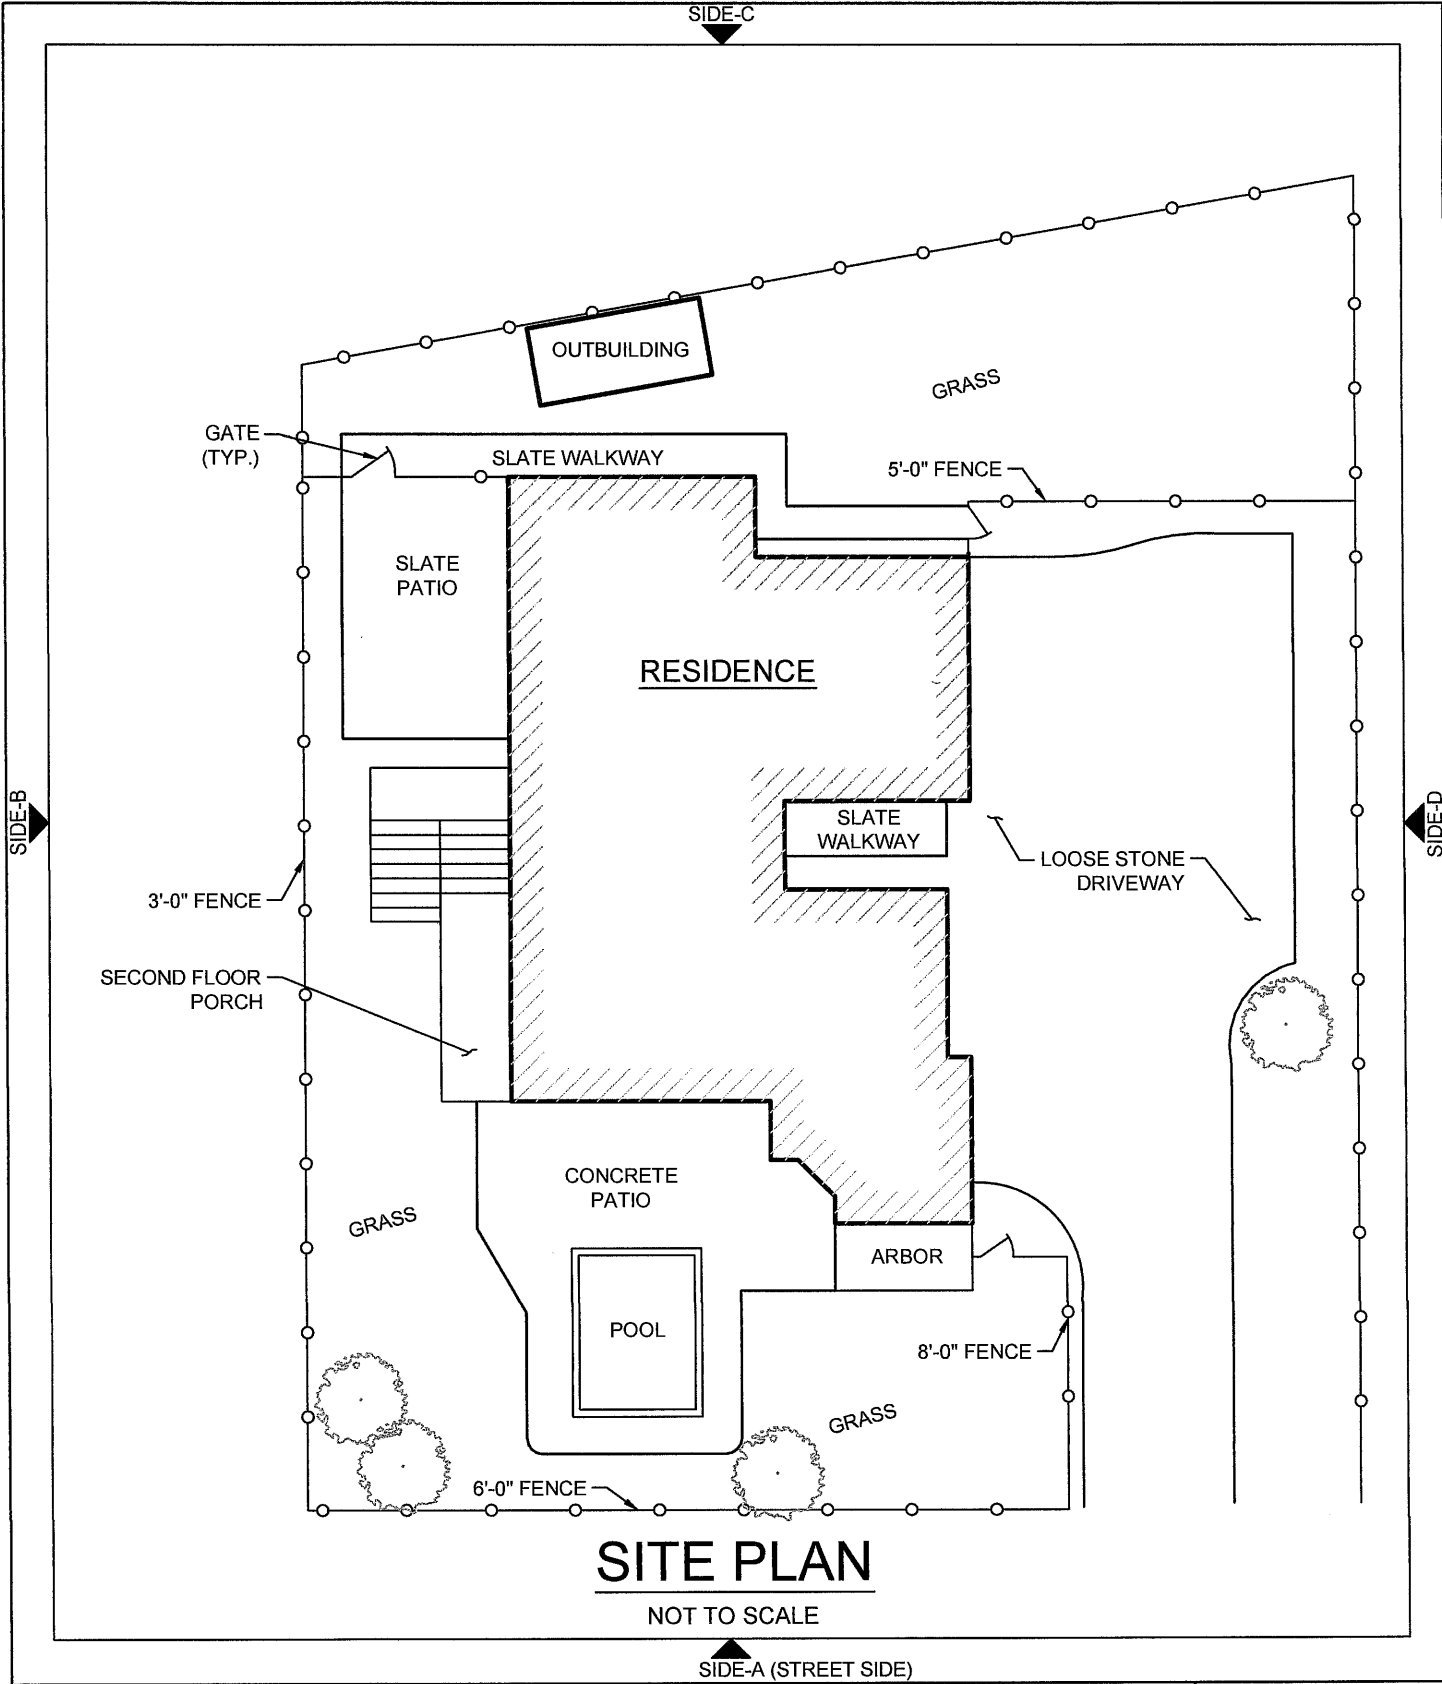 SIDE-C
OUTBUILDING
GRASS
GATE
(TYP.)
SLATE WALKWAY
5'-0" FENCE
SLATE
PATIO
RESIDENCE
SIDE-B
SLATE
WALKWAY
SIDE-D
LOOSE STONE
DRIVEWAY
3'-0" FENCE
SECOND FLOOR
PORCH
CONCRETE
PATIO
GRASS
ARBOR
POOL
8'-0" FENCE
GRASS
6'-0" FENCE
SITE PLAN
NOT TO SCALE
SIDE-A (STREET SIDE)